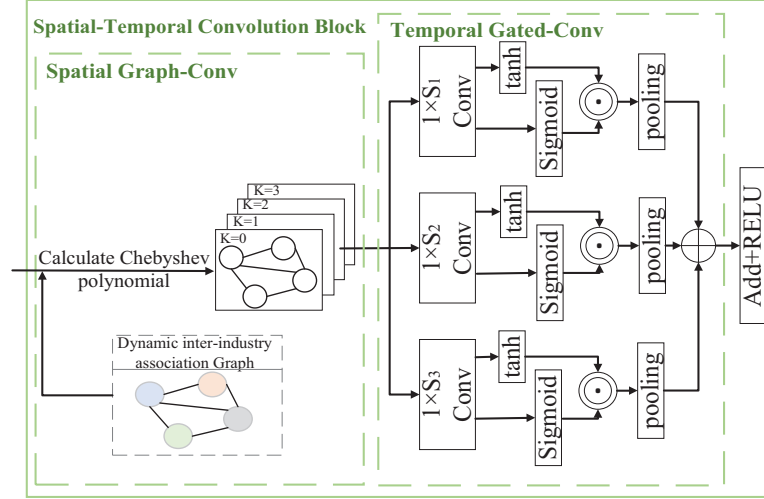 Spatial-Temporal Convolution Block
Spatial Graph-Conv
K=3
K=2
K=1
K=0
Calculate Chebyshev
polynomial
Dynamic inter-industry
association Graph
Temporal Gated-Conv
1×S1
Conv
tanh
Sigmoid
pooling
1×S2
Conv
tanh
Sigmoid
pooling
1×S3
Conv
tanh
Sigmoid
pooling
Add+RELU